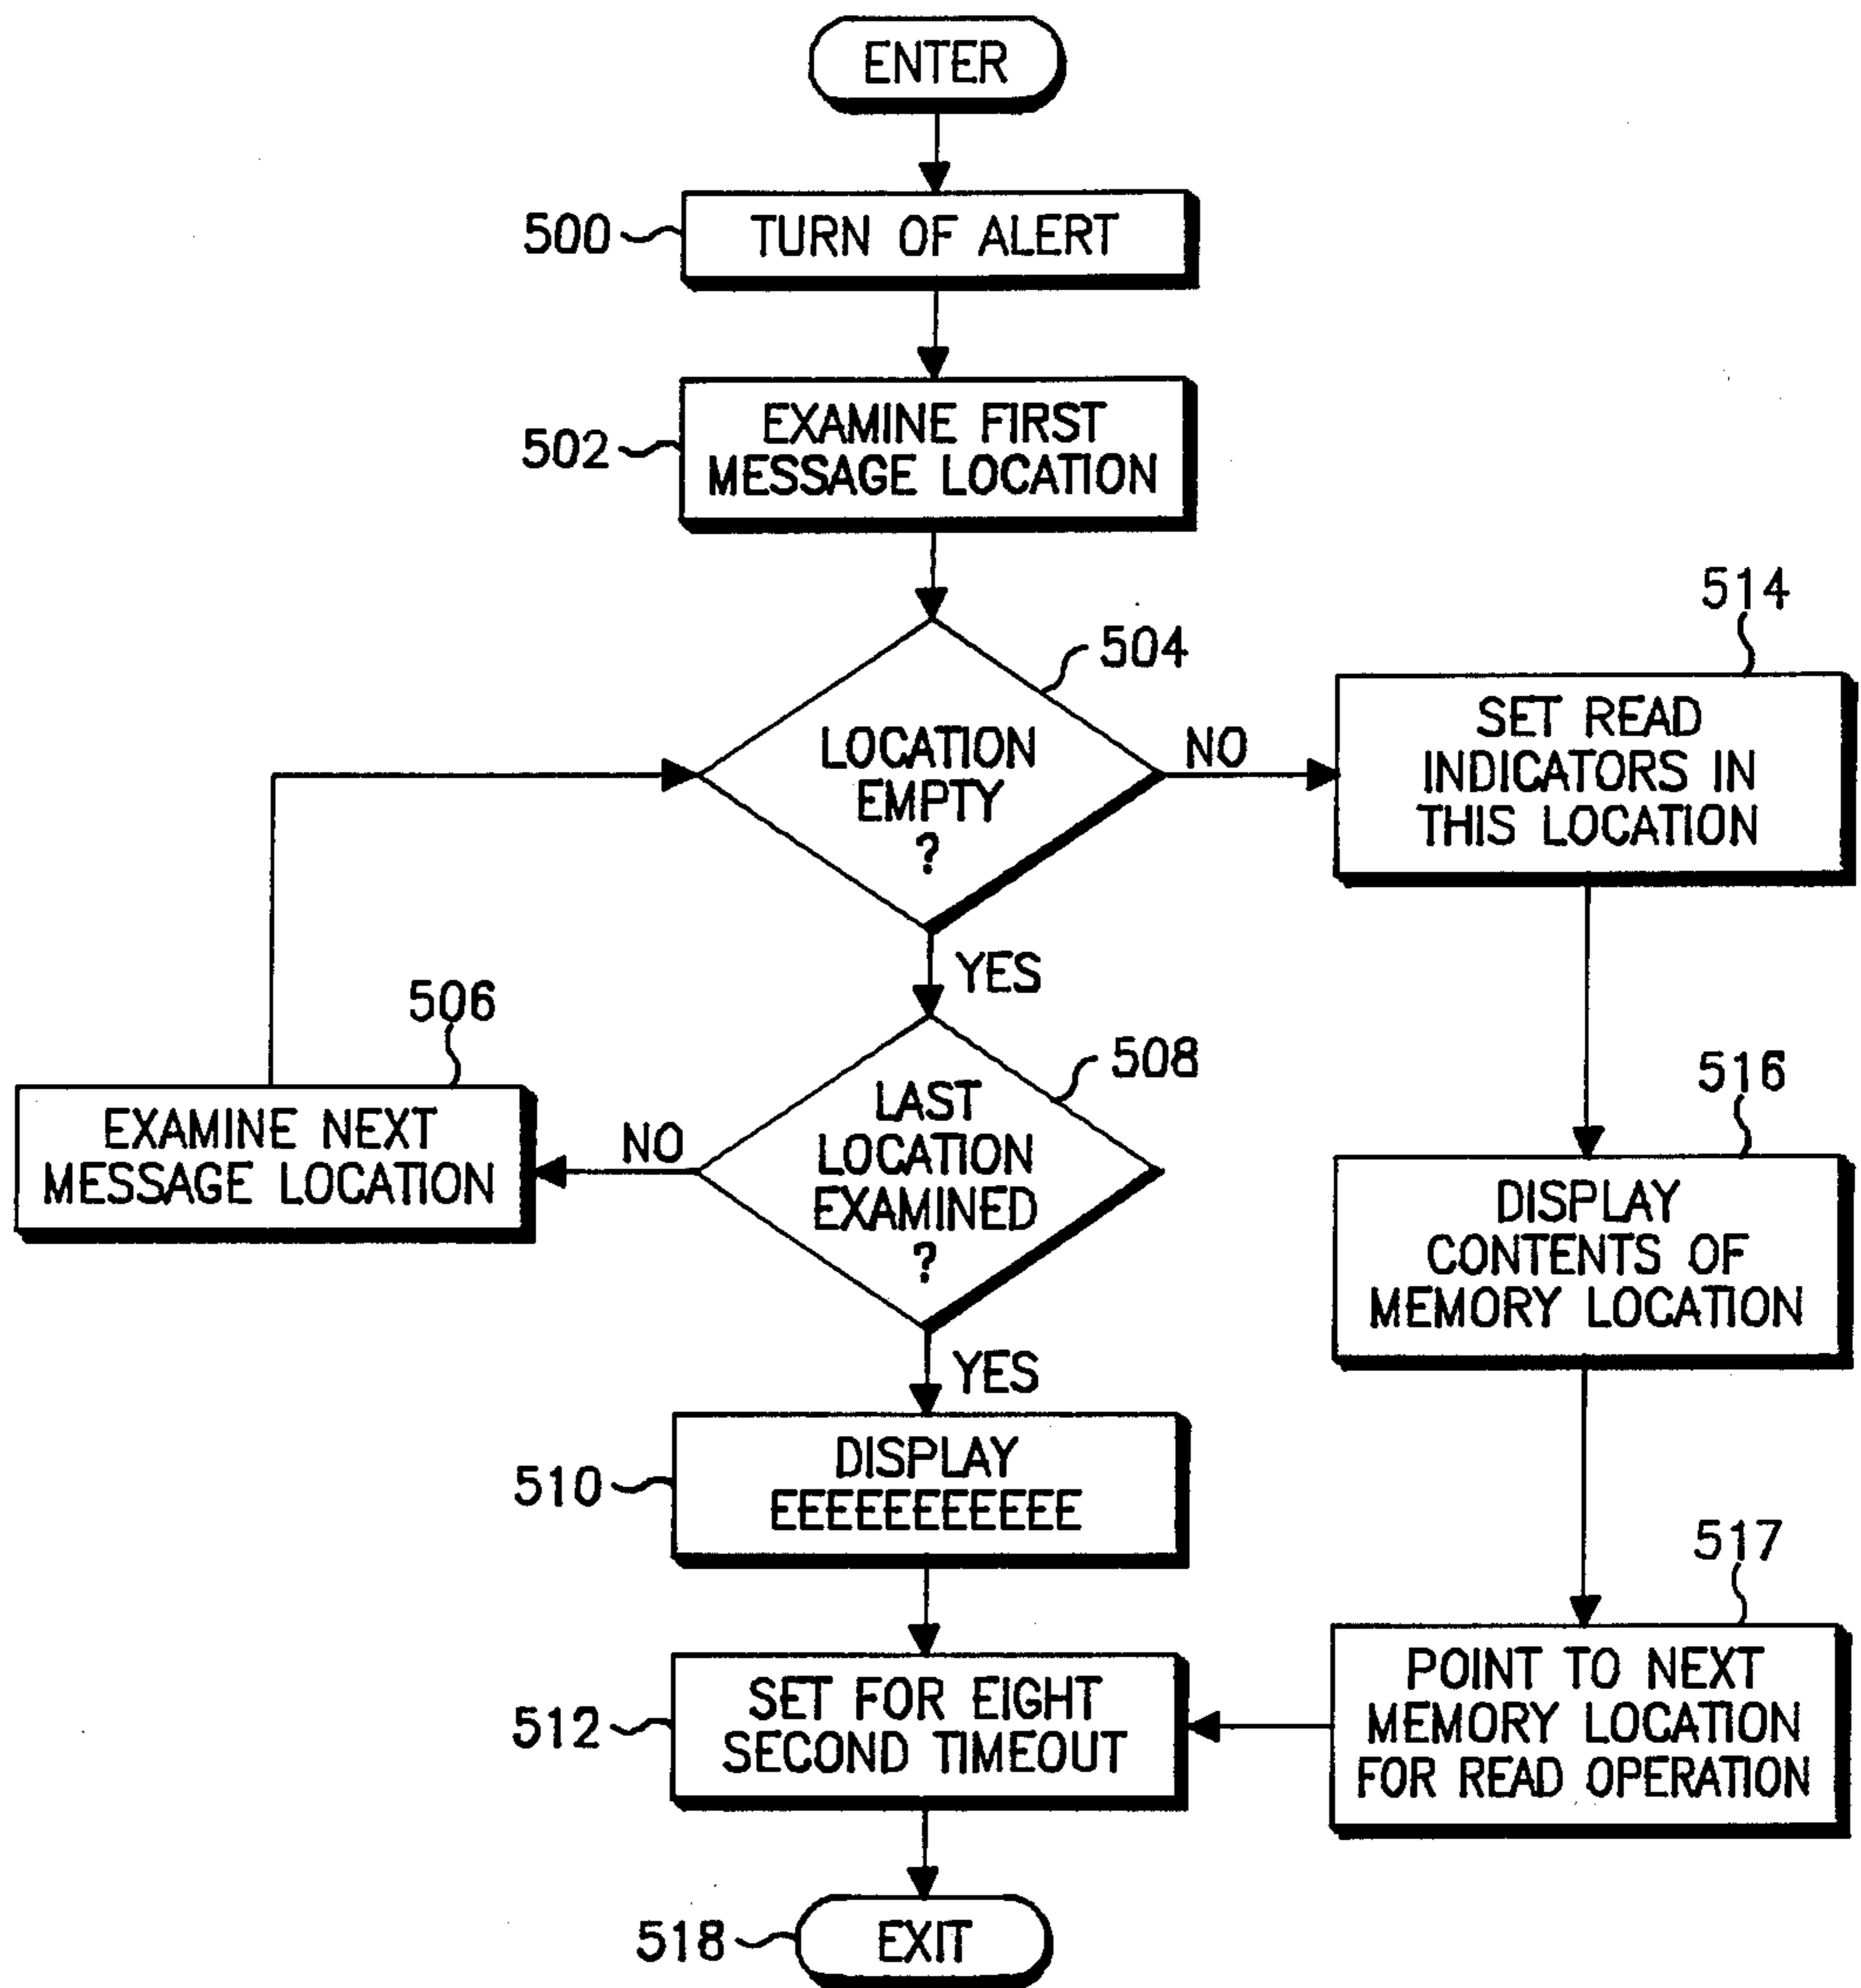 ENTER
500
TURN OF ALERT
502
EXAMINE FIRST
MESSAGE LOCATION
504
LOCATION
EMPTY
?
NO
514
SET READ
INDICATORS IN
THIS LOCATION
YES
506
EXAMINE NEXT
MESSAGE LOCATION
NO
508
LAST
LOCATION
EXAMINED
?
516
DISPLAY
CONTENTS OF
MEMORY LOCATION
YES
510
DISPLAY
EEEEEEEEEEE
517
POINT TO NEXT
MEMORY LOCATION
FOR READ OPERATION
512
SET FOR EIGHT
SECOND TIMEOUT
518
EXIT